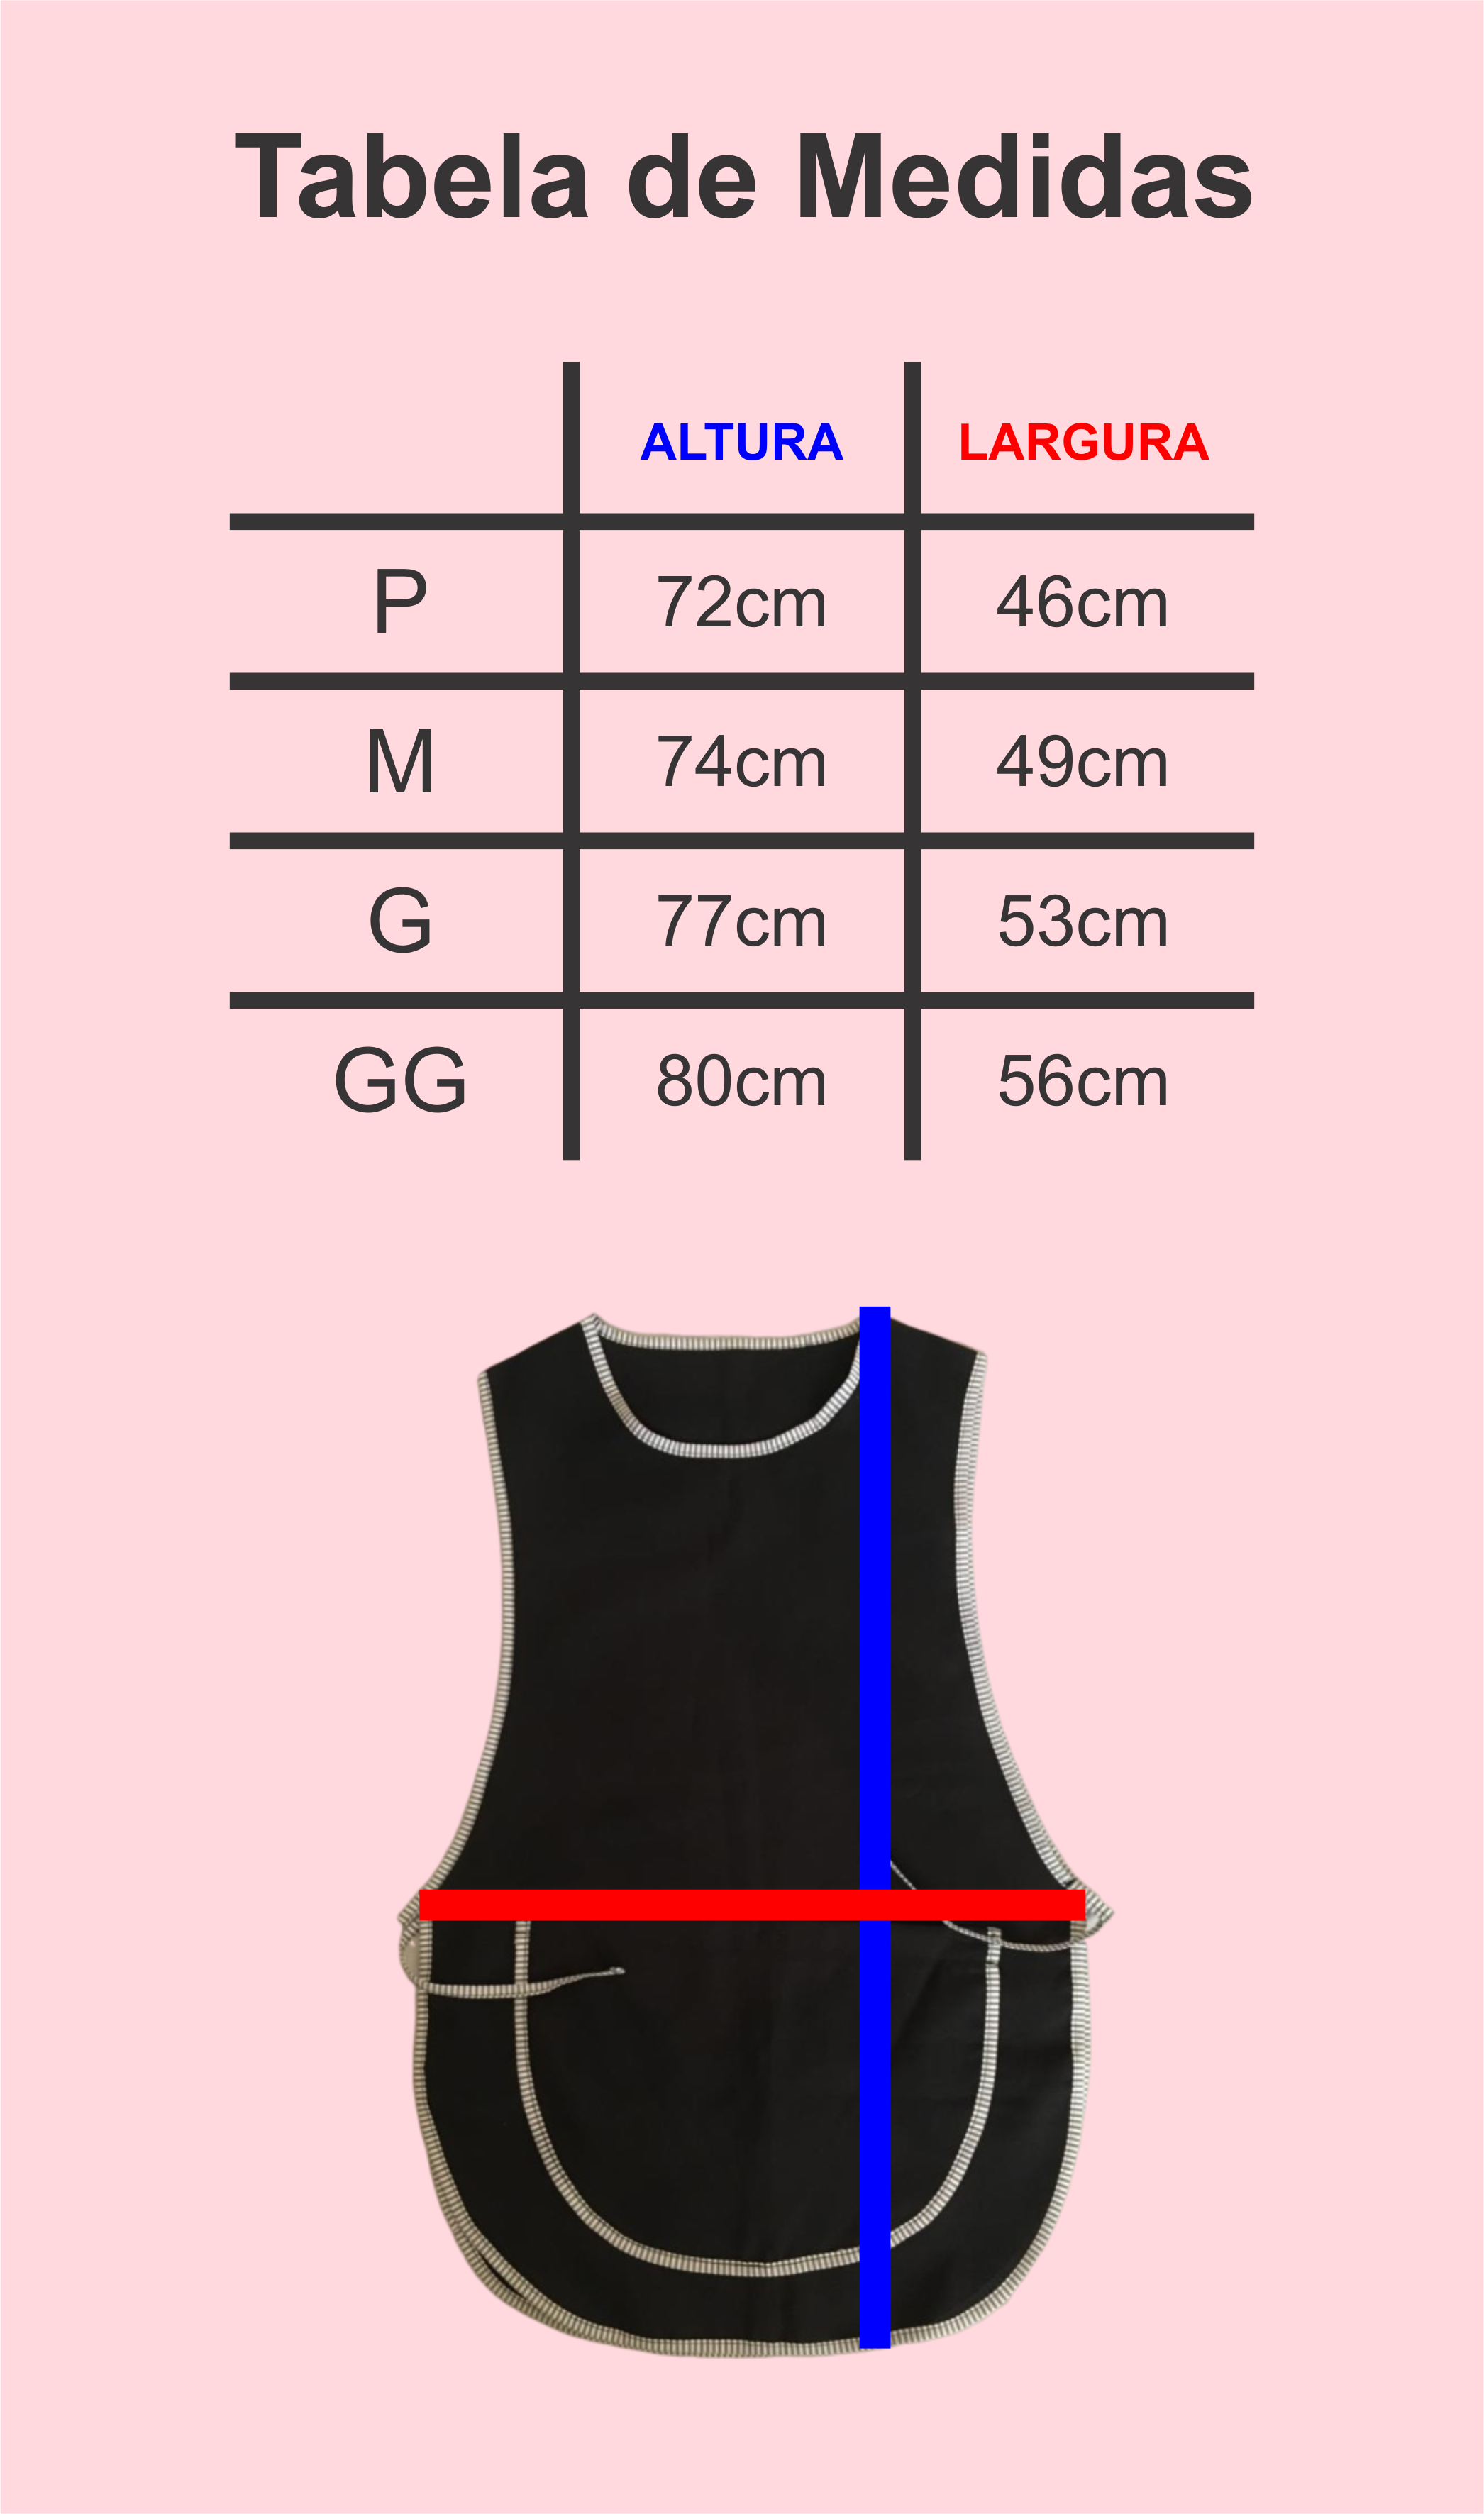 Tabela de Medidas
ALTURA LARGURA
P 72cm 46cm
M 74cm 49cm
G 77cm 53cm
GG 80cm 56cm